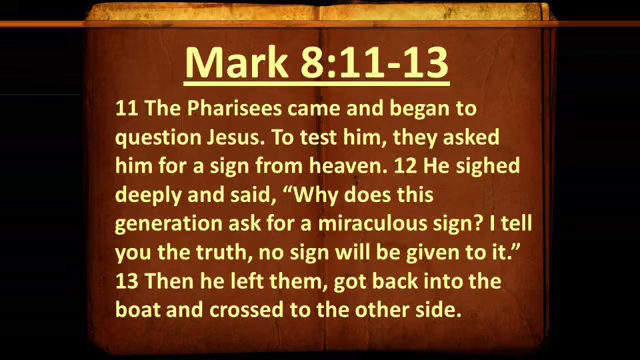 Mark 8:11-13
11 The Pharisees came and began to
question Jesus. To test him, they asked
him for a sign from heaven. 12 He sighed
deeply and said, “Why does this
generation ask for a miraculous sign? I tell
you the truth, no sign will be given to it.”
13 Then he left them, got back into the
boat and crossed to the other side.